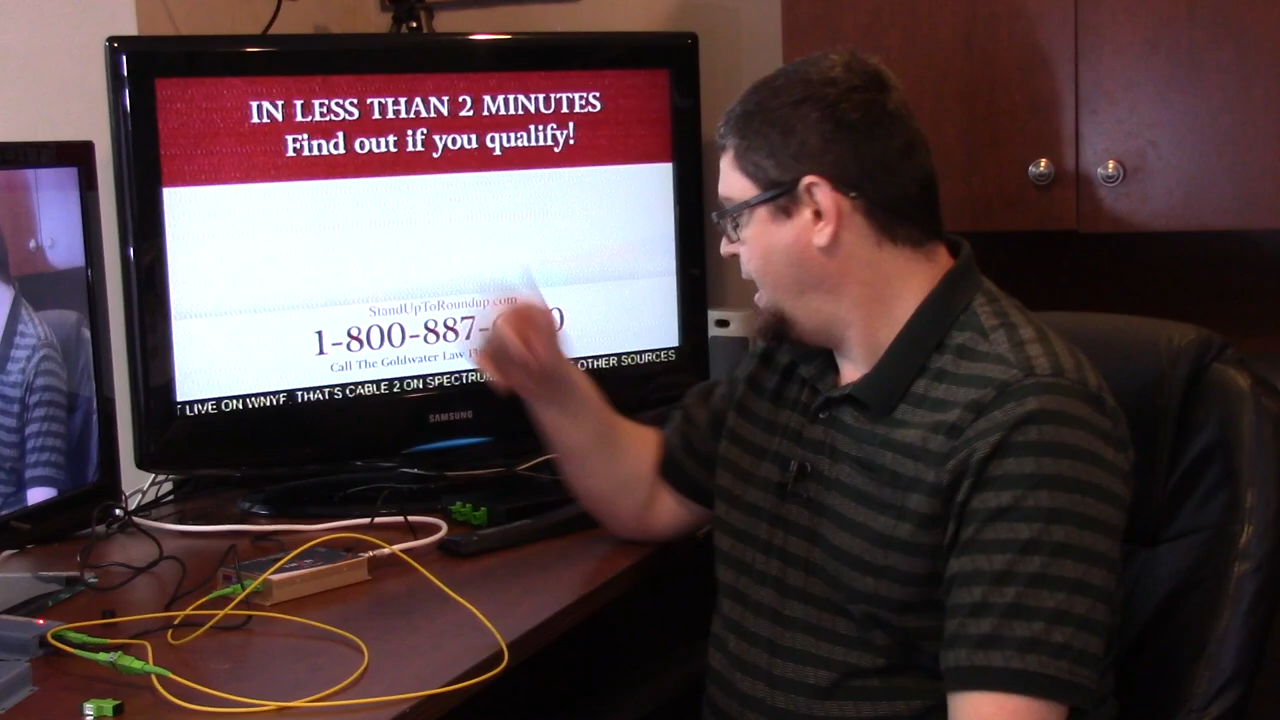 IN LESS THAN 2 MINUTES
Find out if you qualify!
StandUpToRoundup.com
1-800-887-
Call The Goldwater Law
T LIVE ON WNYF. THAT'S CABLE 2 ON SPECTRUM OTHER SOURCES
SAMSUNG